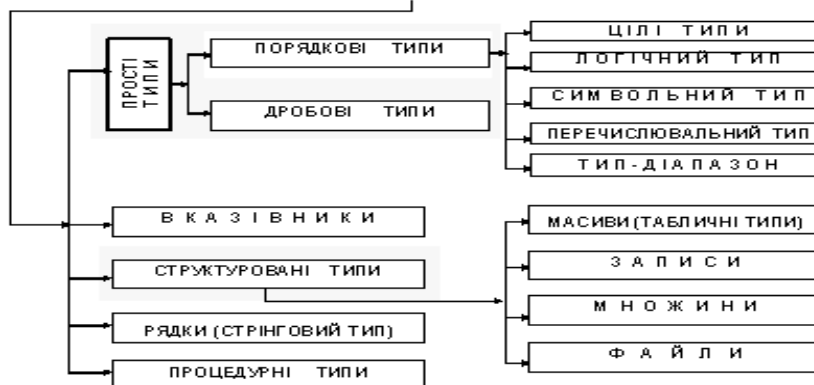 ПРОСТІ
ТИПИ
ПОРЯДКОВІ ТИПИ
ДРОБОВІ ТИПИ
ЦІЛІ ТИПИ
ЛОГІЧНИЙ ТИП
СИМВОЛЬНИЙ ТИП
ПЕРЕЧИСЛЮВАЛЬНИЙ ТИП
ТИП-ДІАПАЗОН
ВКАЗІВНИКИ
СТРУКТУРОВАНІ ТИПИ
РЯДКИ (СТРІНГОВИЙ ТИП)
ПРОЦЕДУРНІ ТИПИ
МАСИВИ (ТАБЛИЧНІ ТИПИ)
ЗАПИСИ
МНОЖИНИ
ФАЙЛИ